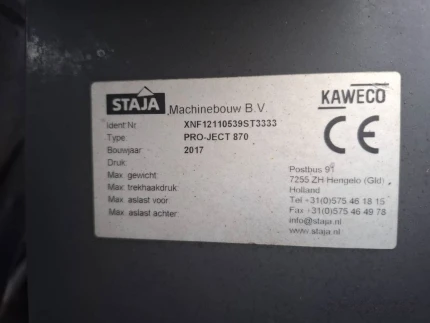 STAJA Machinebouw B.V.
KAWECO
Ident.Nr. XNF12110539ST3333
Type: PRO-JECT 870
Bouwjaar 2017
Druk:
Max. gewicht:
Max. trekhaakdruk:
Max. aslast voor:
Max. aslast achter:
CE
Postbus 91
7255 ZH Hengelo (Gld)
Holland
Tel +31(0)575 46 18 15
Fax +31(0)575 46 49 78
info@staja.nl
www.staja.nl